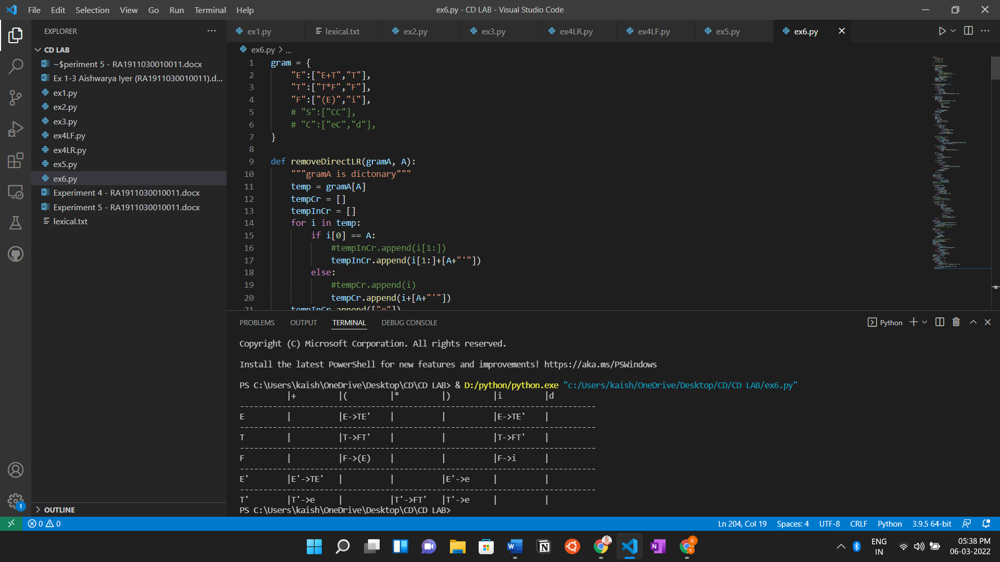 File Edit Selection View Go Run Terminal Help
ex6.py - CD LAB - Visual Studio Code
EXPLORER
CD LAB
~$periment 5 - RA1911030010011.docx
Ex 1-3 Aishwarya Iyer (RA1911030010011).d...
ex1.py
ex2.py
ex3.py
ex4LF.py
ex4LR.py
ex5.py
ex6.py
Experiment 4 - RA1911030010011.docx
Experiment 5 - RA1911030010011.docx
lexical.txt
OUTLINE
ex1.py lexical.txt ex2.py ex3.py ex4LR.py ex4LF.py ex5.py ex6.py
ex6.py > ...
1 gram = {
2 "E":["E+T","T"],
3 "T":["T*F","F"],
4 "F":["(E)","i"],
5 # "S":["CC"],
6 # "C":["eC","d"],
7 }
8
9 def removeDirectLR(gramA, A):
10 """gramA is dictonary"""
11 temp = gramA[A]
12 tempCr = []
13 tempInCr = []
14 for i in temp:
15 if i[0] == A:
16 #tempInCr.append(i[1:])
17 tempInCr.append(i[1:]+[A+"'"])
18 else:
19 #tempCr.append(i)
20 tempCr.append(i+[A+"'"])
21 tempInCr.append(["e"])
PROBLEMS OUTPUT TERMINAL DEBUG CONSOLE
Python
Copyright (C) Microsoft Corporation. All rights reserved.
Install the latest PowerShell for new features and improvements! https://aka.ms/PSWindows
PS C:\Users\kaish\OneDrive\Desktop\CD\CD LAB> & D:/python/python.exe "c:/Users/kaish/OneDrive/Desktop/CD/CD LAB/ex6.py"
|+ |( |* |) |i |d
----------------------------------------------------------------------------
E | |E->TE' | | |E->TE' |
----------------------------------------------------------------------------
T | |T->FT' | | |T->FT' |
----------------------------------------------------------------------------
F | |F->(E) | | |F->i |
----------------------------------------------------------------------------
E' |E'->TE' | | |E'->e | |
----------------------------------------------------------------------------
T' |T'->e | |T'->FT' |T'->e | |
PS C:\Users\kaish\OneDrive\Desktop\CD\CD LAB>
1
0 0
Ln 204, Col 19 Spaces: 4 UTF-8 CRLF Python 3.9.5 64-bit
ENG
IN
05:38 PM
06-03-2022